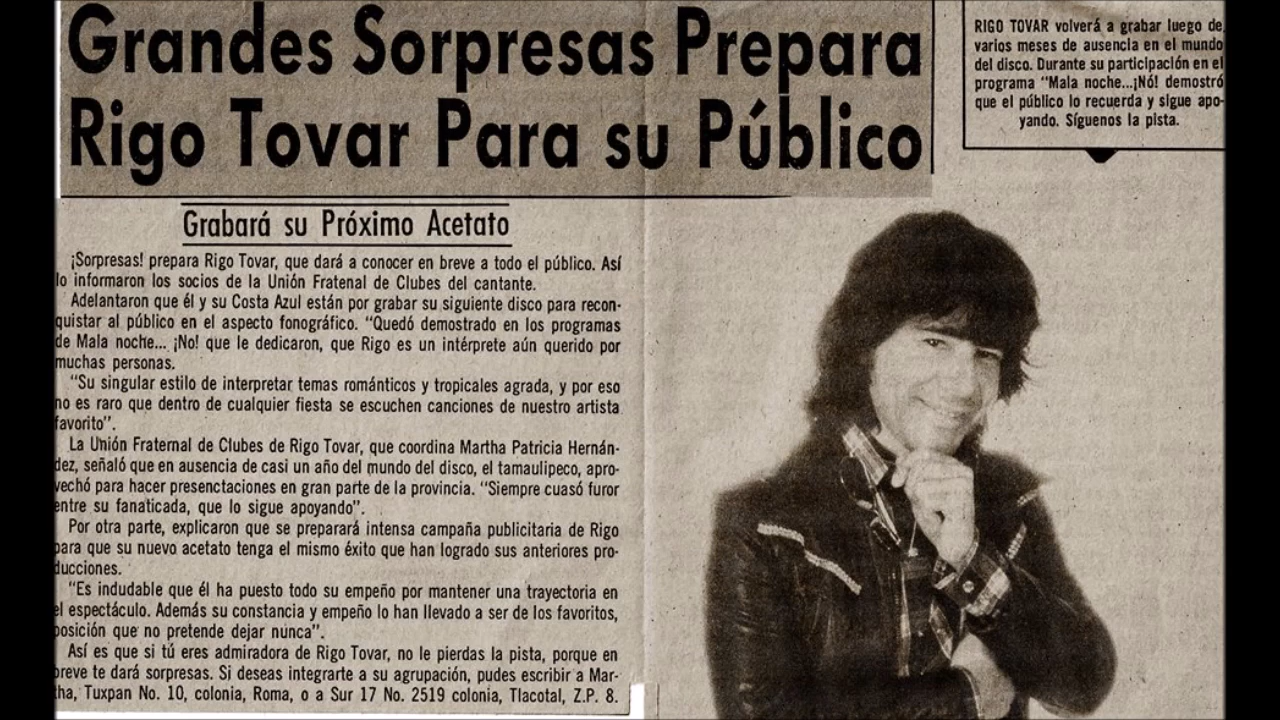 Grandes Sorpresas Prepara
Rigo Tovar Para su Público
RIGO TOVAR volverá a grabar luego de
varios meses de ausencia en el mundo
del disco. Durante su participación en el
programa "Mala noche...¡Nó! demostró
que el público lo recuerda y sigue apo-
yando. Síguenos la pista.
Grabará su Próximo Acetato
¡Sorpresas! prepara Rigo Tovar, que dará a conocer en breve a todo el público. Así
lo informaron los socios de la Unión Fratenal de Clubes del cantante.
Adelantaron que él y su Costa Azul están por grabar su siguiente disco para recon-
quistar al público en el aspecto fonográfico. "Quedó demostrado en los programas
de Mala noche... ¡No! que le dedicaron, que Rigo es un intérprete aún querido por
muchas personas.
"Su singular estilo de interpretar temas románticos y tropicales agrada, y por eso
no es raro que dentro de cualquier fiesta se escuchen canciones de nuestro artista
favorito".
La Unión Fraternal de Clubes de Rigo Tovar, que coordina Martha Patricia Hernán-
dez, señaló que en ausencia de casi un año del mundo del disco, el tamaulipeco, apro-
vechó para hacer presenctaciones en gran parte de la provincia. "Siempre cuasó furor
entre su fanaticada, que lo sigue apoyando".
Por otra parte, explicaron que se preparará intensa campaña publicitaria de Rigo
para que su nuevo acetato tenga el mismo éxito que han logrado sus anteriores pro-
ducciones.
"Es indudable que él ha puesto todo su empeño por mantener una trayectoria en
el espectáculo. Además su constancia y empeño lo han llevado a ser de los favoritos,
posición que no pretende dejar nunca".
Así es que si tú eres admiradora de Rigo Tovar, no le pierdas la pista, porque en
breve te dará sorpresas. Si deseas integrarte a su agrupación, pudes escribir a Mar-
tha, Tuxpan No. 10, colonia, Roma, o a Sur 17 No. 2519 colonia, Tlacotal, Z.P. 8.